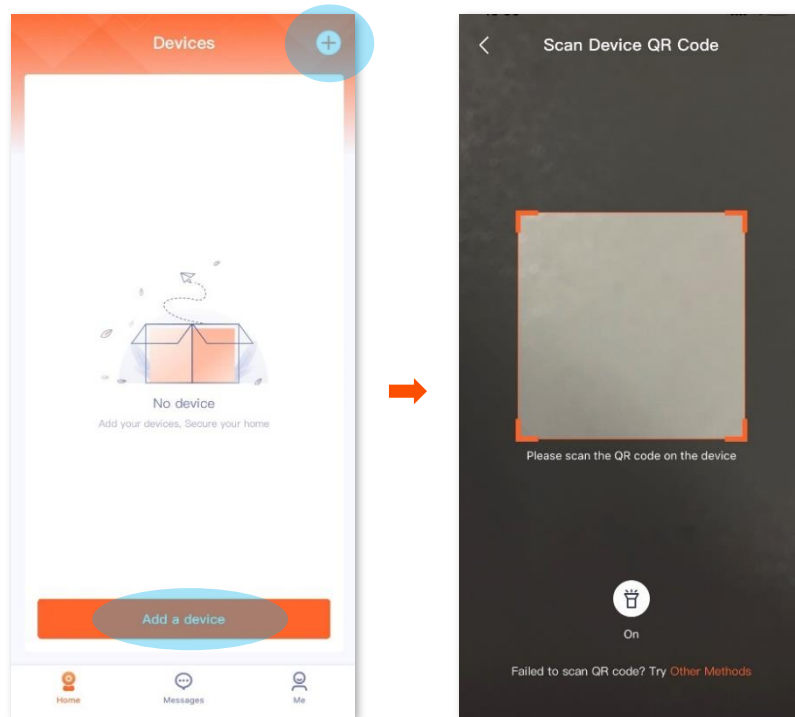 Devices
No device
Add your devices, Secure your home
Add a device
Home
Messages
Me
Scan Device QR Code
Please scan the QR code on the device
On
Failed to scan QR code? Try Other Methods